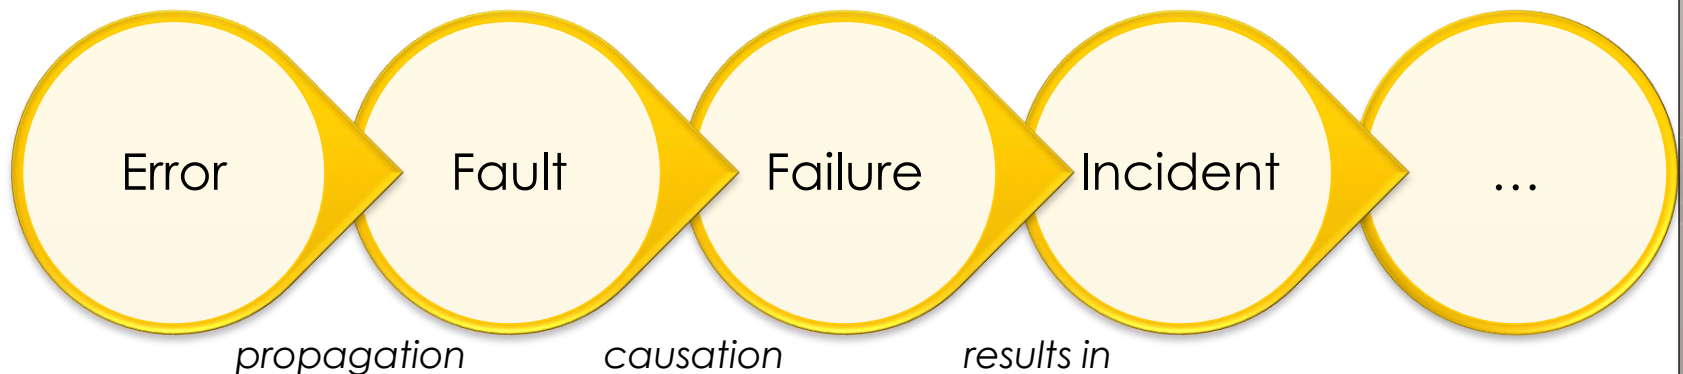 Error Fault Failure Incident ...
propagation causation results in